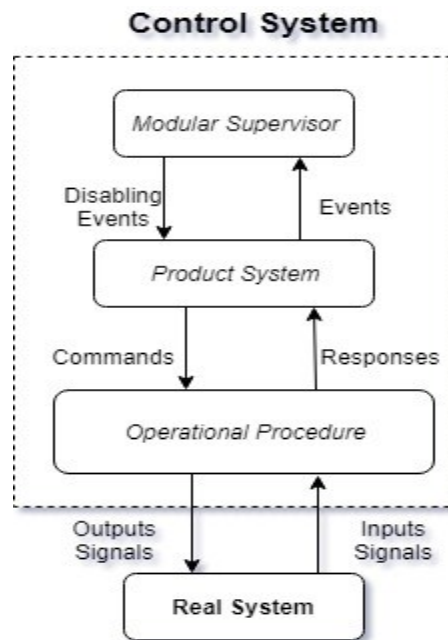 Control System
Modular Supervisor
Disabling
Events
Events
Product System
Commands
Responses
Operational Procedure
Outputs
Signals
Inputs
Signals
Real System